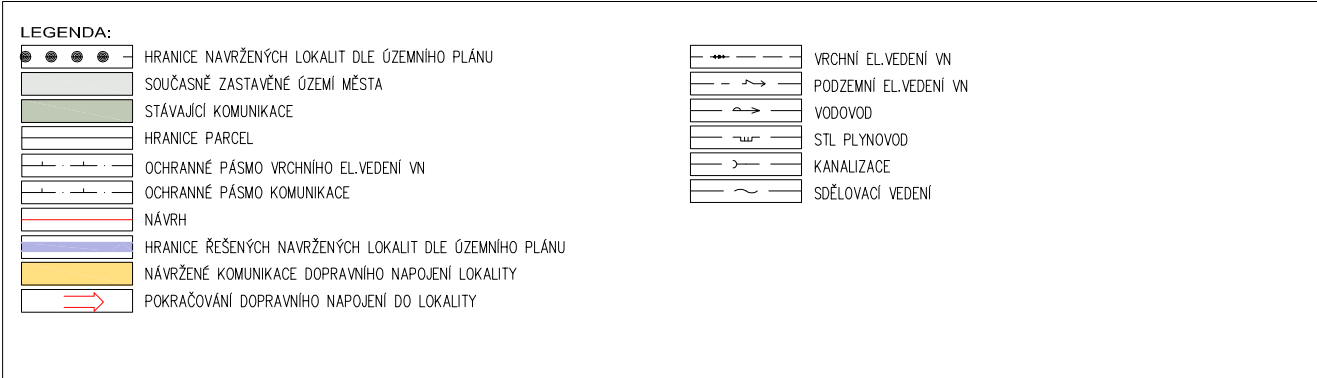 LEGENDA:
HRANICE NAVRŽENÝCH LOKALIT DLE ÚZEMNÍHO PLÁNU
SOUČASNĚ ZASTAVĚNÉ ÚZEMÍ MĚSTA
STÁVAJÍCÍ KOMUNIKACE
HRANICE PARCEL
OCHRANNÉ PÁSMO VRCHNÍHO EL.VEDENÍ VN
OCHRANNÉ PÁSMO KOMUNIKACE
NÁVRH
HRANICE ŘEŠENÝCH NAVRŽENÝCH LOKALIT DLE ÚZEMNÍHO PLÁNU
NÁVRŽENÉ KOMUNIKACE DOPRAVNÍHO NAPOJENÍ LOKALITY
POKRAČOVÁNÍ DOPRAVNÍHO NAPOJENÍ DO LOKALITY
VRCHNÍ EL.VEDENÍ VN
PODZEMNÍ EL.VEDENÍ VN
VODOVOD
STL PLYNOVOD
KANALIZACE
SDĚLOVACÍ VEDENÍ